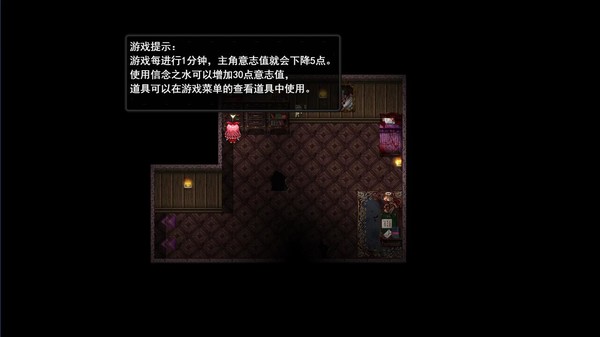 游戏提示：
游戏每进行1分钟，主角意志值就会下降5点。
使用信念之水可以增加30点意志值，
道具可以在游戏菜单的查看道具中使用。